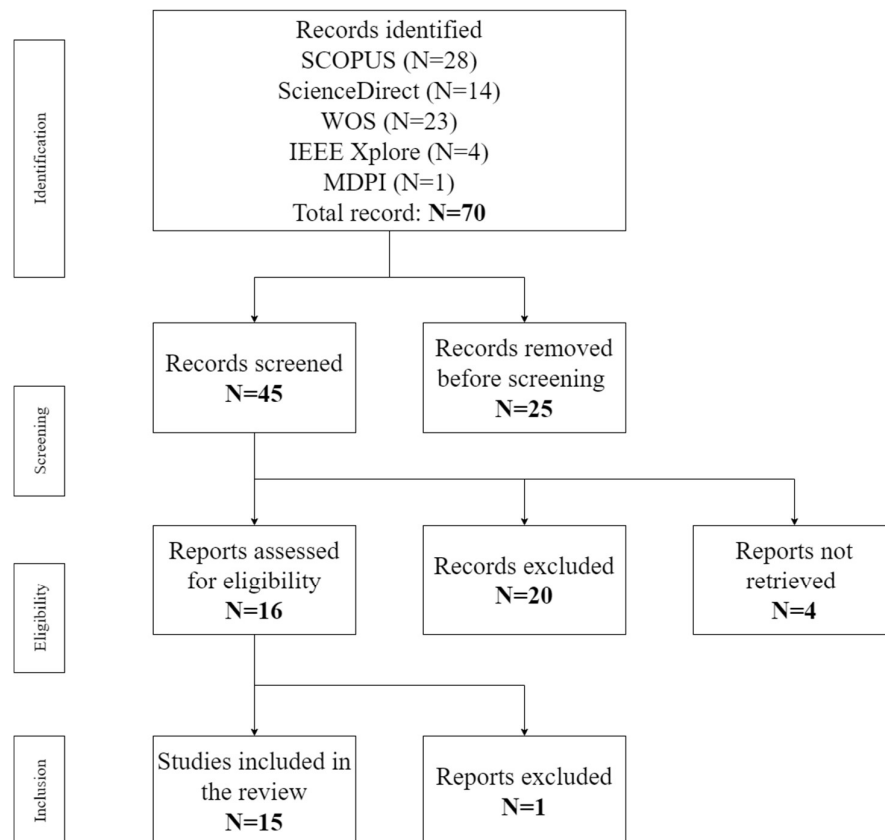 Identification
Records identified
SCOPUS (N=28)
ScienceDirect (N=14)
WOS (N=23)
IEEE Xplore (N=4)
MDPI (N=1)
Total record: N=70
Screening
Records screened
N=45
Records removed
before screening
N=25
Eligibility
Reports assessed
for eligibility
N=16
Records excluded
N=20
Reports not
retrieved
N=4
Inclusion
Studies included in
the review
N=15
Reports excluded
N=1